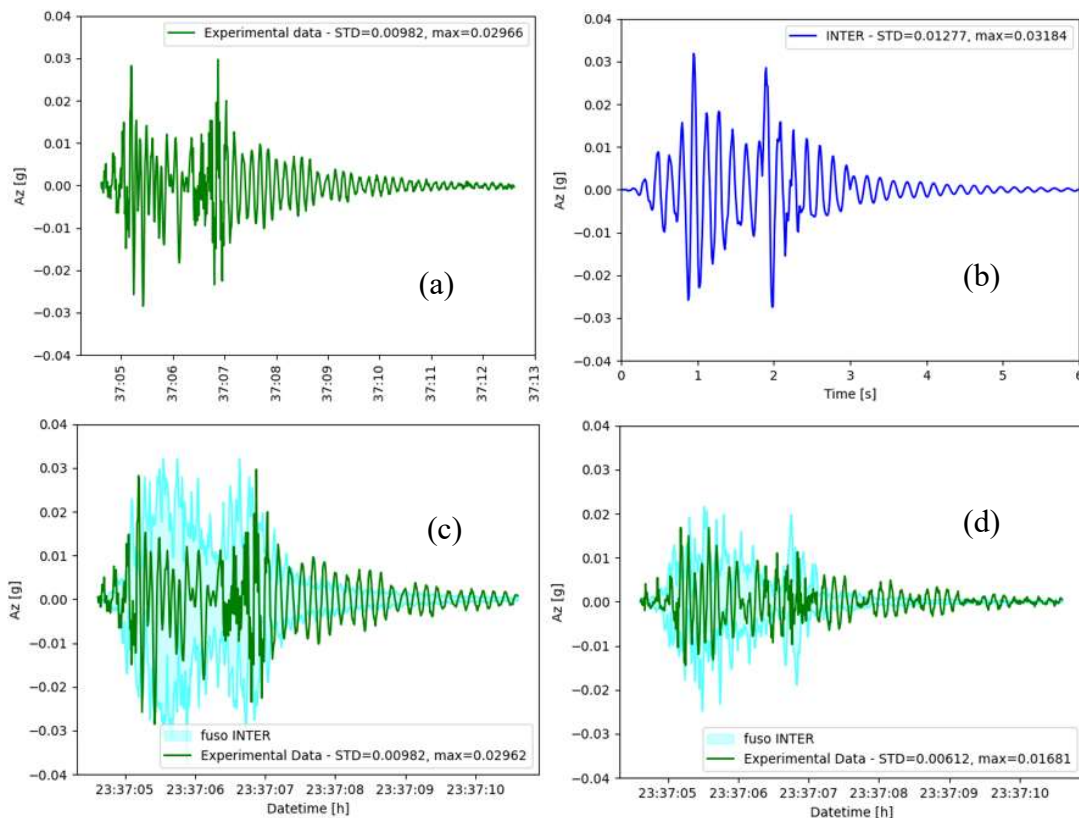 0.04
0.03
0.02
0.01
0.00
−0.01
−0.02
−0.03
−0.04
Az [g]
Experimental data - STD=0.00982, max=0.02966
(a)
37:05
37:06
37:07
37:08
37:09
37:10
37:11
37:12
37:13
0.04
0.03
0.02
0.01
0.00
−0.01
−0.02
−0.03
−0.04
Az [g]
INTER - STD=0.01277, max=0.03184
(b)
0 1 2 3 4 5 6
Time [s]
0.04
0.03
0.02
0.01
0.00
−0.01
−0.02
−0.03
−0.04
Az [g]
(c)
fuso INTER
Experimental Data - STD=0.00982, max=0.02962
23:37:05 23:37:06 23:37:07 23:37:08 23:37:09 23:37:10
Datetime [h]
0.04
0.03
0.02
0.01
0.00
−0.01
−0.02
−0.03
−0.04
Az [g]
(d)
fuso INTER
Experimental Data - STD=0.00612, max=0.01681
23:37:05 23:37:06 23:37:07 23:37:08 23:37:09 23:37:10
Datetime [h]